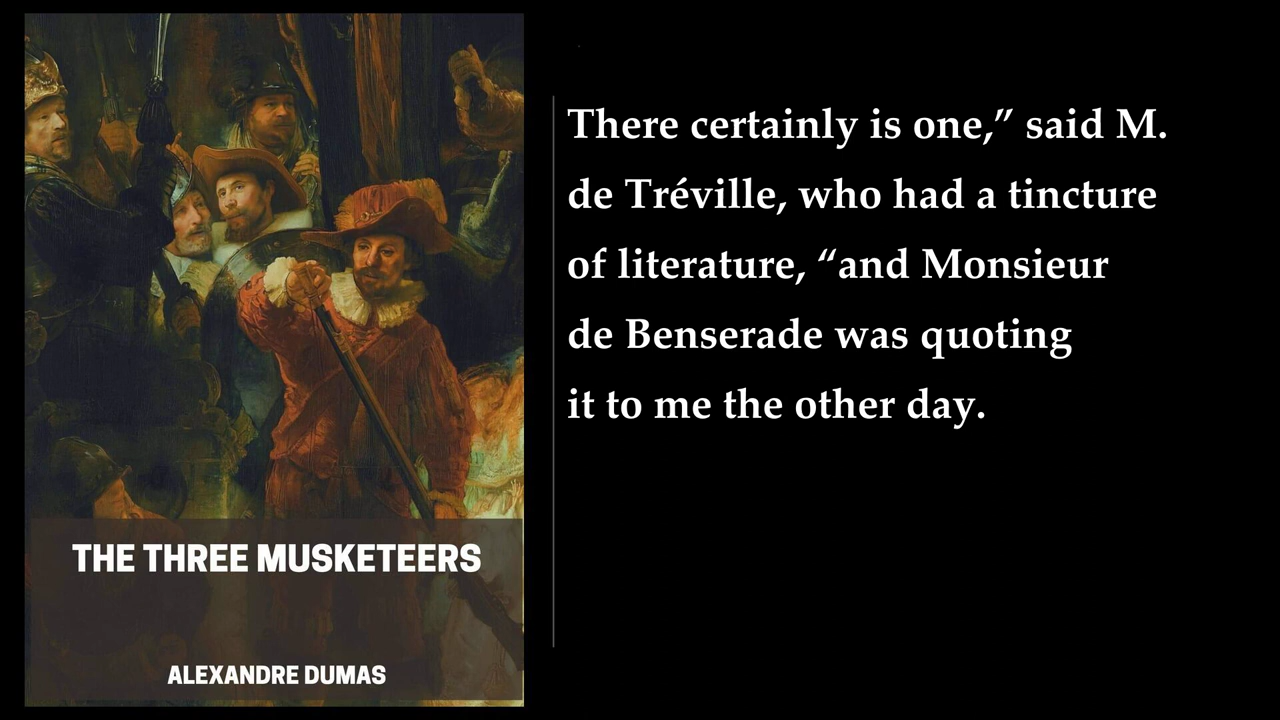 THE THREE MUSKETEERS
ALEXANDRE DUMAS
There certainly is one,” said M.
de Tréville, who had a tincture
of literature, “and Monsieur
de Benserade was quoting
it to me the other day.